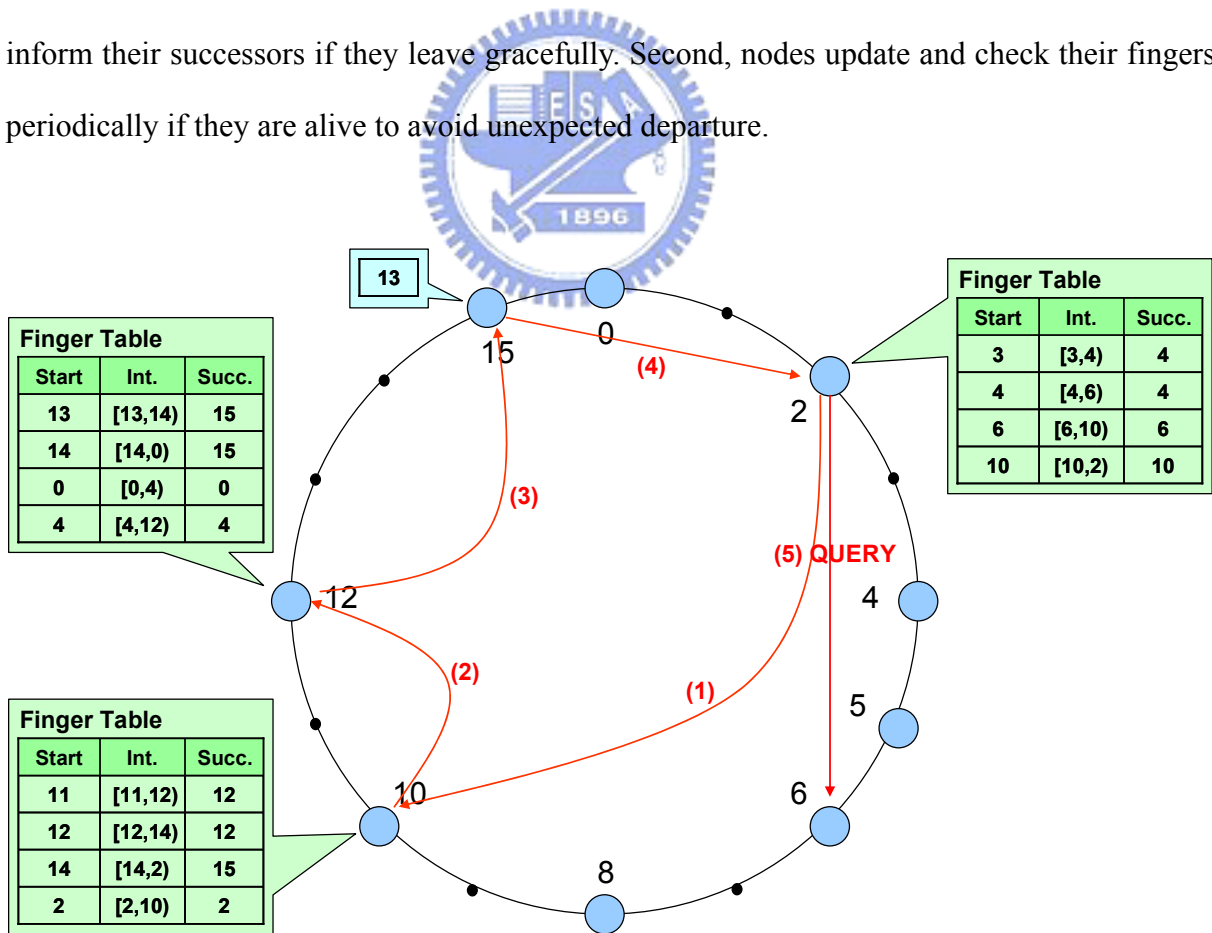 inform their successors if they leave gracefully. Second, nodes update and check their fingers
periodically if they are alive to avoid unexpected departure.
E S A
1896
13
15
0
2
4
5
6
8
10
12
(4)
(3)
(5) QUERY
(2)
(1)
Finger Table
Start Int. Succ.
3 [3,4) 4
4 [4,6) 4
6 [6,10) 6
10 [10,2) 10
Finger Table
Start Int. Succ.
13 [13,14) 15
14 [14,0) 15
0 [0,4) 0
4 [4,12) 4
Finger Table
Start Int. Succ.
11 [11,12) 12
12 [12,14) 12
14 [14,2) 15
2 [2,10) 2